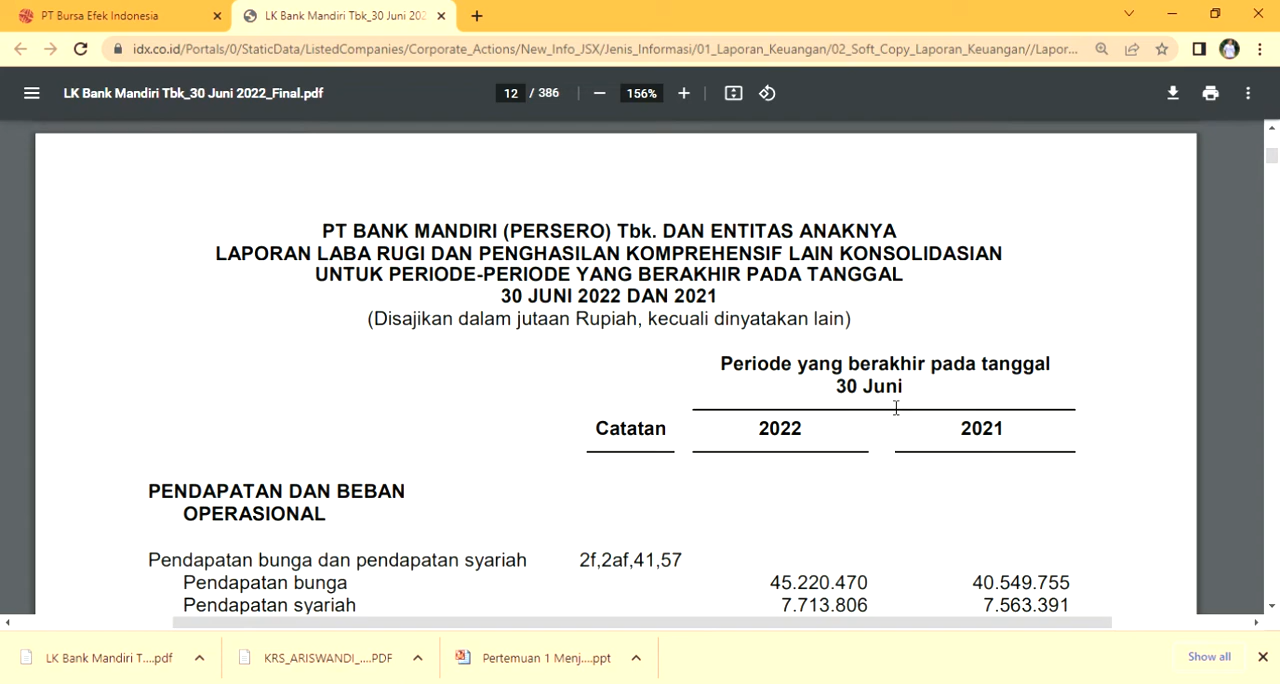 PT Bursa Efek Indonesia
LK Bank Mandiri Tbk_30 Juni 202
idx.co.id/Portals/0/StaticData/ListedCompanies/Corporate_Actions/New_Info_JSX/Jenis_Informasi/01_Laporan_Keuangan/02_Soft_Copy_Laporan_Keuangan//Lapor...
LK Bank Mandiri Tbk_30 Juni 2022_Final.pdf
12 / 386
156%
PT BANK MANDIRI (PERSERO) Tbk. DAN ENTITAS ANAKNYA
LAPORAN LABA RUGI DAN PENGHASILAN KOMPREHENSIF LAIN KONSOLIDASIAN
UNTUK PERIODE-PERIODE YANG BERAKHIR PADA TANGGAL
30 JUNI 2022 DAN 2021
(Disajikan dalam jutaan Rupiah, kecuali dinyatakan lain)
Periode yang berakhir pada tanggal
30 Juni
Catatan 2022 2021
PENDAPATAN DAN BEBAN
OPERASIONAL
Pendapatan bunga dan pendapatan syariah 2f,2af,41,57
Pendapatan bunga 45.220.470 40.549.755
Pendapatan syariah 7.713.806 7.563.391
LK Bank Mandiri T....pdf
KRS_ARISWANDI_....PDF
Pertemuan 1 Menj....ppt
Show all